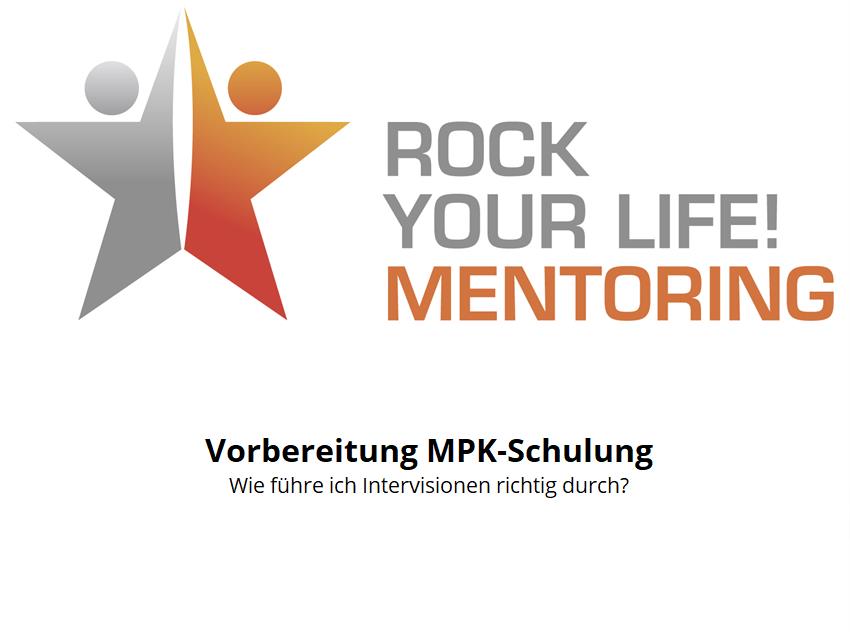 ROCK
YOUR LIFE!
MENTORING
Vorbereitung MPK-Schulung
Wie führe ich Intervisionen richtig durch?